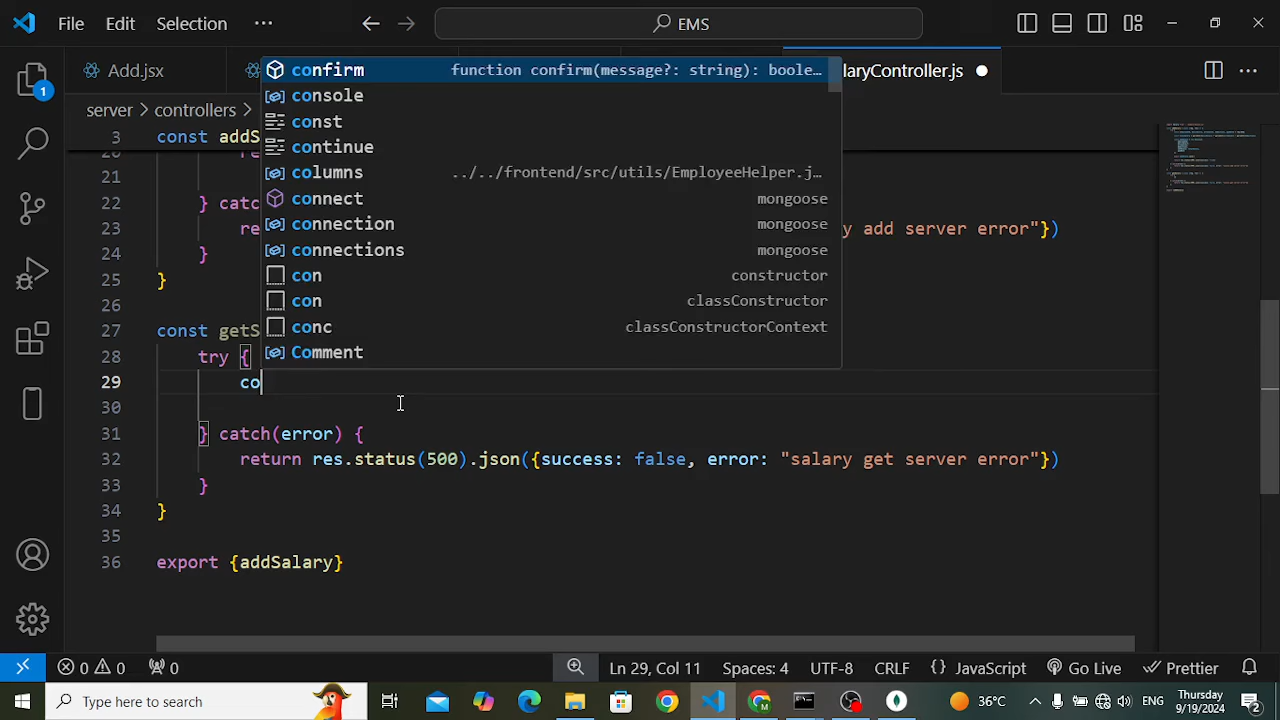 File Edit Selection ··· EMS
Add.jsx laryController.js
server > controllers >
3 const addS
confirm function confirm(message?: string): boole…
console
const
continue
columns ../../frontend/src/utils/EmployeeHelper.j…
connect mongoose
connection mongoose
connections mongoose
con constructor
con classConstructor
conc classConstructorContext
Comment
20 re
21
22 } catc
23 re y add server error"})
24 }
25 }
26
27 const getS
28 try {
29 co
30
31 } catch(error) {
32 return res.status(500).json({success: false, error: "salary get server error"})
33 }
34 }
35
36 export {addSalary}
1
0 0 0 Ln 29, Col 11 Spaces: 4 UTF-8 CRLF {} JavaScript Go Live Prettier
Type here to search 36°C ENG Thursday 9/19/2024 2